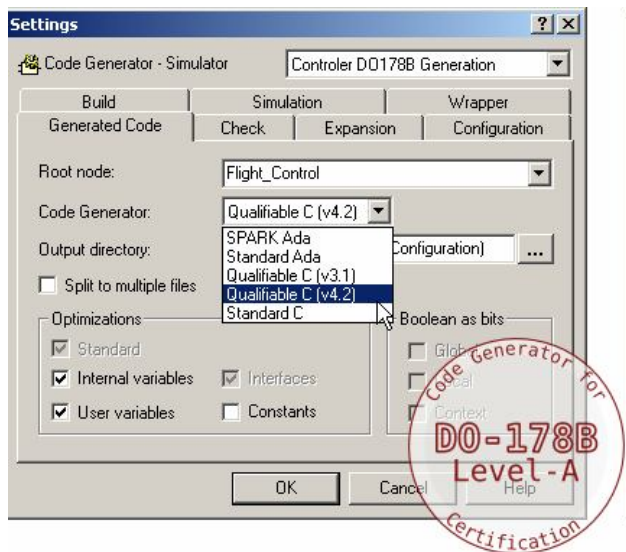 Settings
Code Generator - Simulator
Controler DO178B Generation
Build
Simulation
Wrapper
Generated Code
Check
Expansion
Configuration
Root node:
Flight_Control
Code Generator:
Qualifiable C (v4.2)
SPARK Ada
Standard Ada
Qualifiable C (v3.1)
Qualifiable C (v4.2)
Standard C
Output directory:
Configuration)
...
Split to multiple files
Optimizations
Boolean as bits
Standard
Internal variables
Interfaces
User variables
Constants
Context
OK
Cancel
Help
Code Generator for
DO-178B
Level-A
Certification